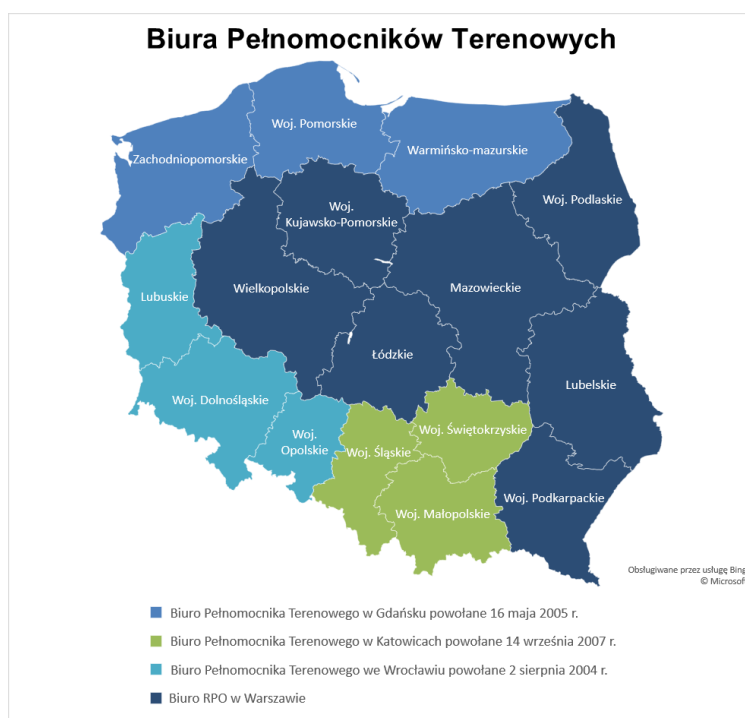 Biura Pełnomocników Terenowych
Woj. Pomorskie
Zachodniopomorskie
Warmińsko-mazurskie
Woj. Podlaskie
Woj.
Kujawsko-Pomorskie
Wielkopolskie
Mazowieckie
Lubuskie
Łódzkie
Lubelskie
Woj. Dolnośląskie
Woj.
Opolskie
Woj. Śląskie
Woj. Świętokrzyskie
Woj. Podkarpackie
Woj. Małopolskie
Obsługiwane przez usługę Bing
© Microsoft
Biuro Pełnomocnika Terenowego w Gdańsku powołane 16 maja 2005 r.
Biuro Pełnomocnika Terenowego w Katowicach powołane 14 września 2007 r.
Biuro Pełnomocnika Terenowego we Wrocławiu powołane 2 sierpnia 2004 r.
Biuro RPO w Warszawie